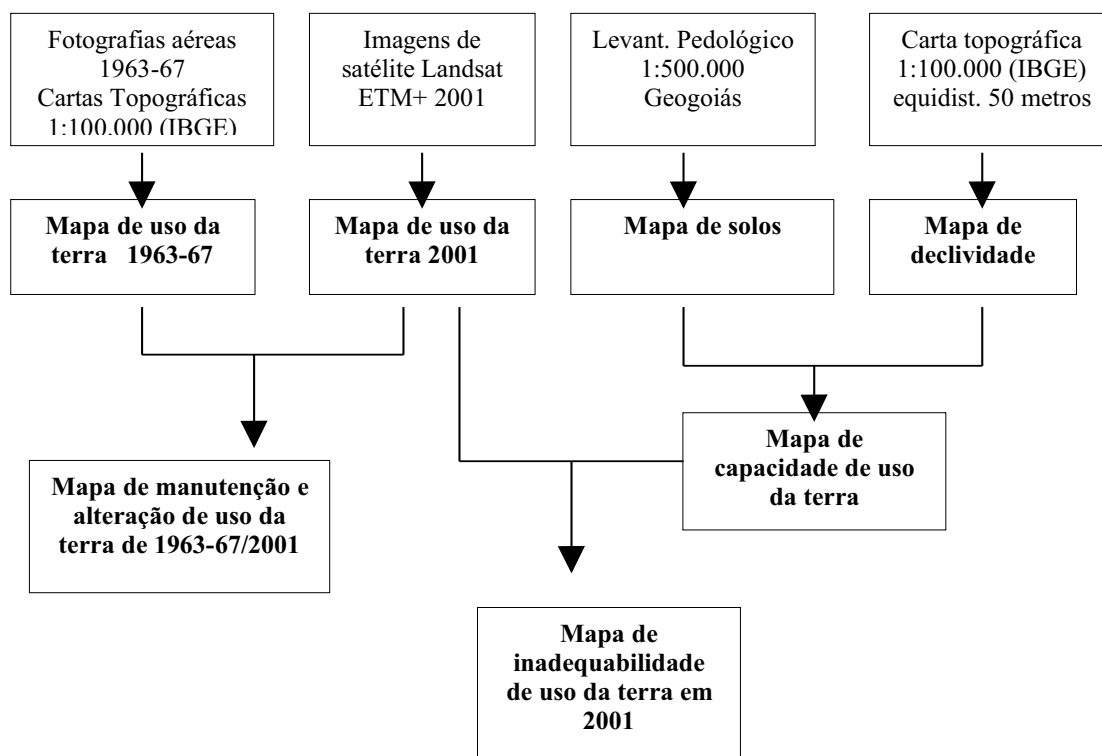 Fotografias aéreas
1963-67
Cartas Topográficas
1:100.000 (IBGE)
Imagens de
satélite Landsat
ETM+ 2001
Levant. Pedológico
1:500.000
Geogoiás
Carta topográfica
1:100.000 (IBGE)
equidist. 50 metros
Mapa de uso da
terra 1963-67
Mapa de uso da
terra 2001
Mapa de solos
Mapa de
declividade
Mapa de manutenção e
alteração de uso da
terra de 1963-67/2001
Mapa de
capacidade de uso
da terra
Mapa de
inadequabilidade
de uso da terra em
2001